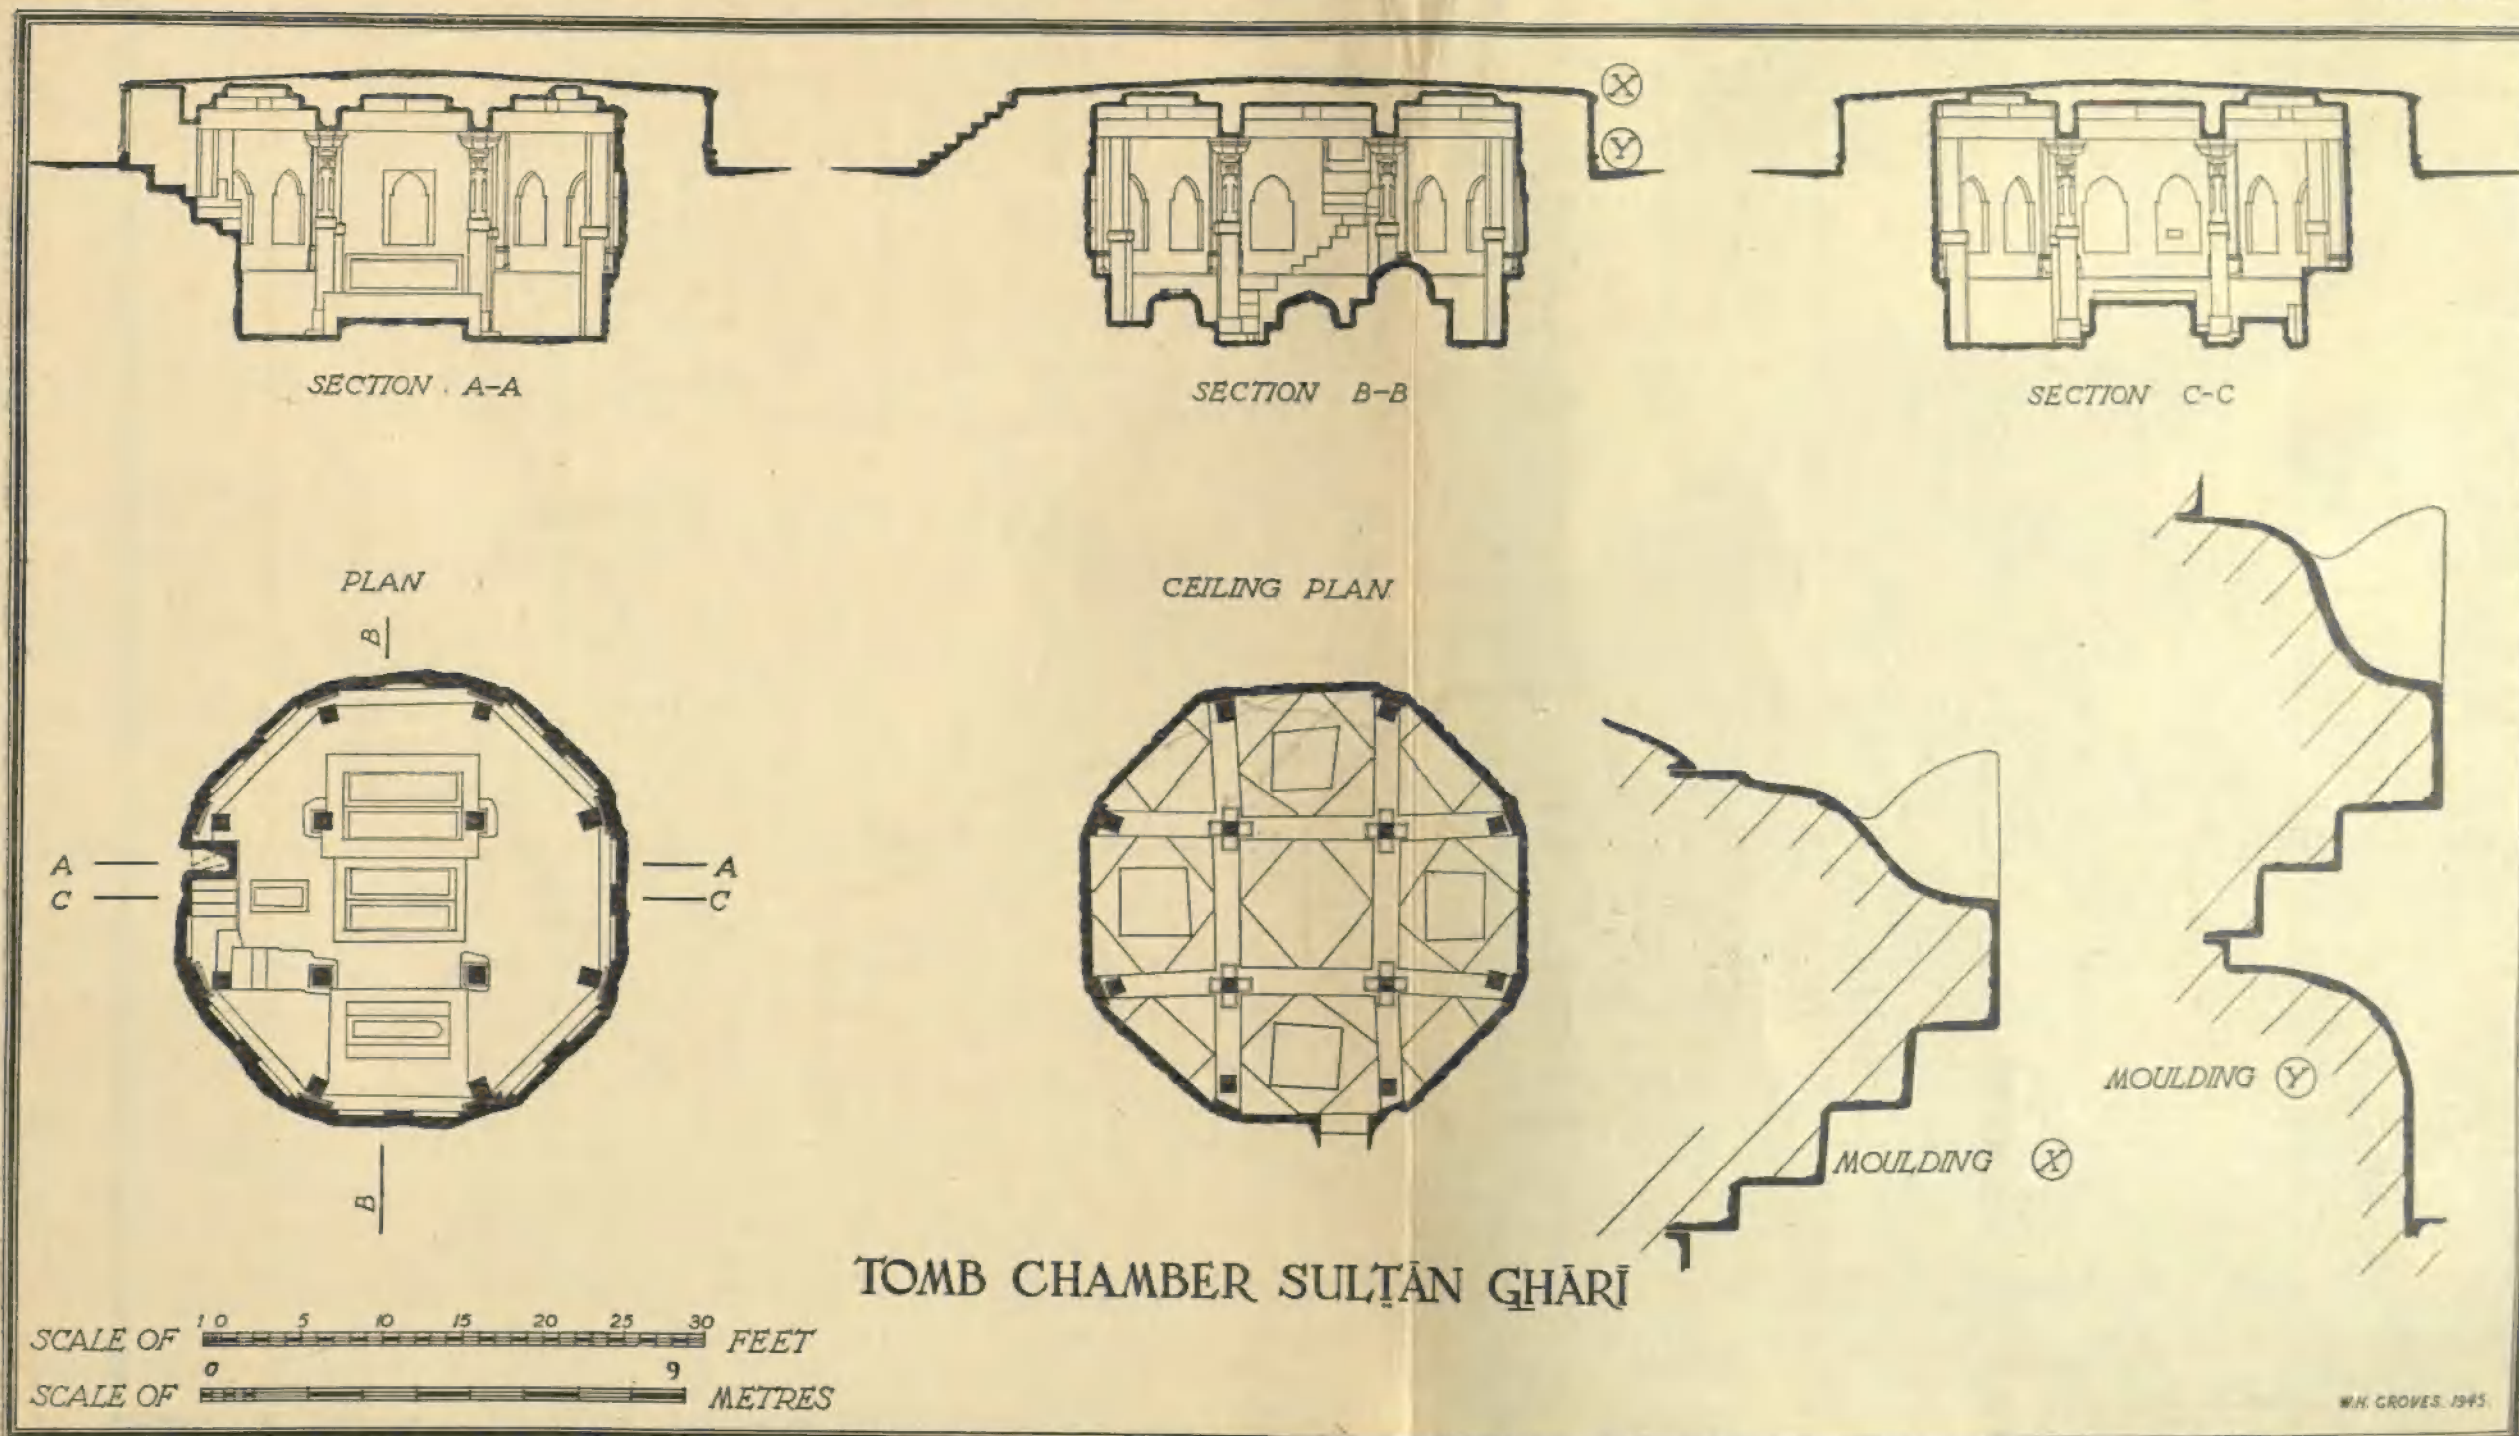 X
Y
SECTION A-A
SECTION B-B
SECTION C-C
PLAN
CEILING PLAN
B
A A
C C
B
MOULDING Y
MOULDING X
TOMB CHAMBER SULṬĀN GHĀRĪ
SCALE OF 1 0 5 10 15 20 25 30 FEET
SCALE OF 0 9 METRES
W.H. GROVES. 1945.